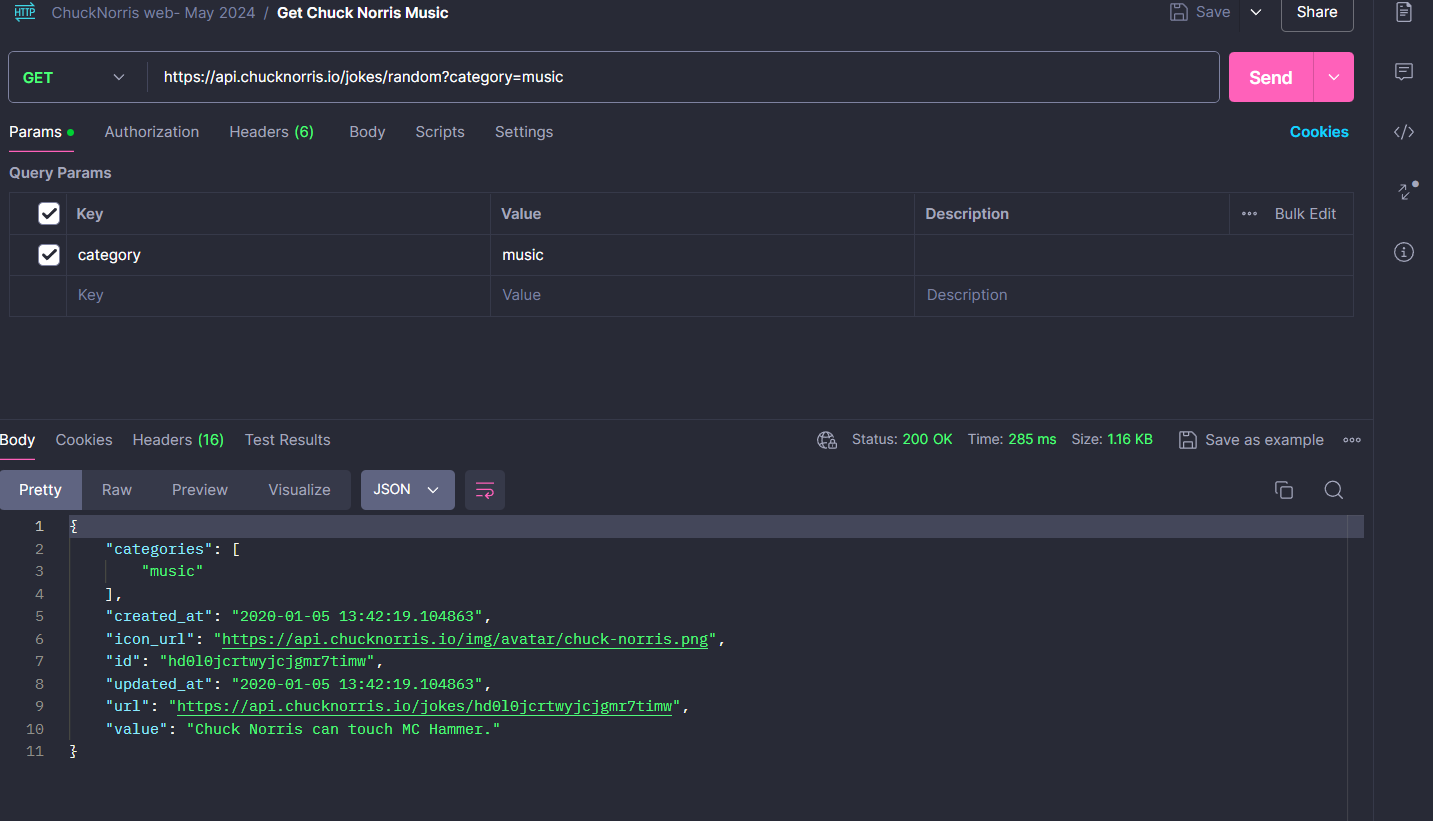 HTTP ChuckNorris web- May 2024 / Get Chuck Norris Music Save Share
GET https://api.chucknorris.io/jokes/random?category=music Send
Params Authorization Headers (6) Body Scripts Settings Cookies
Query Params
Key Value Description ••• Bulk Edit
category music
Key Value Description
Body Cookies Headers (16) Test Results Status: 200 OK Time: 285 ms Size: 1.16 KB Save as example
Pretty Raw Preview Visualize JSON
1 {
2 "categories": [
3 "music"
4 ],
5 "created_at": "2020-01-05 13:42:19.104863",
6 "icon_url": "https://api.chucknorris.io/img/avatar/chuck-norris.png",
7 "id": "hd0l0jcrtwyjcjgmr7timw",
8 "updated_at": "2020-01-05 13:42:19.104863",
9 "url": "https://api.chucknorris.io/jokes/hd0l0jcrtwyjcjgmr7timw",
10 "value": "Chuck Norris can touch MC Hammer."
11 }